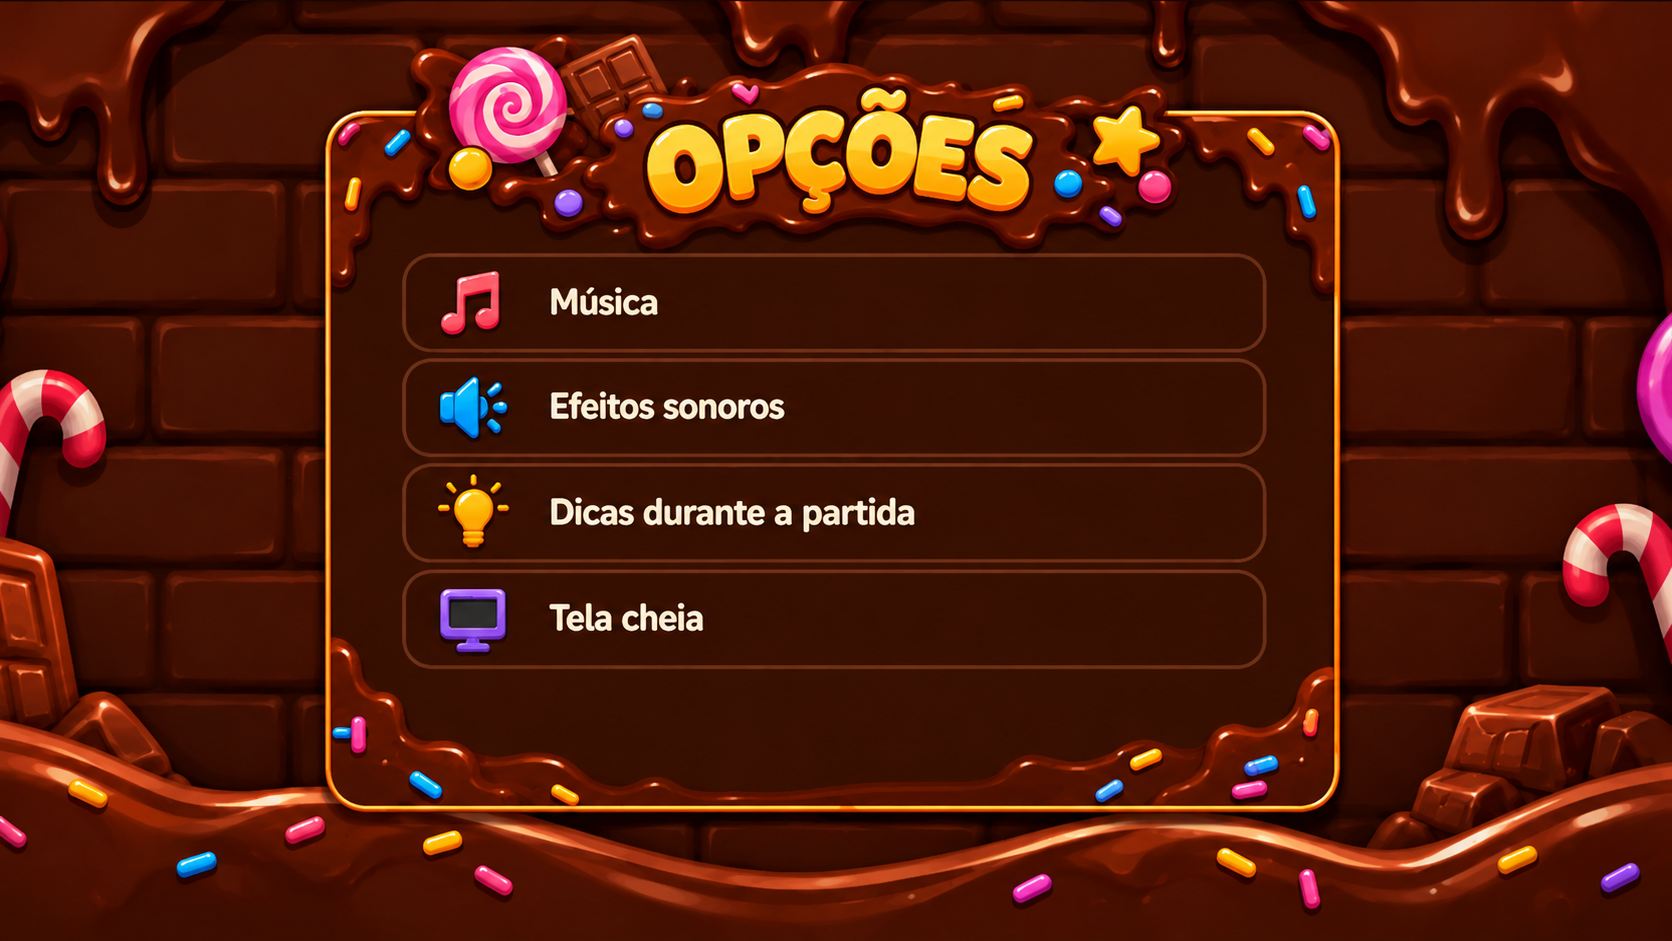 OPÇÕES
Música
Efeitos sonoros
Dicas durante a partida
Tela cheia